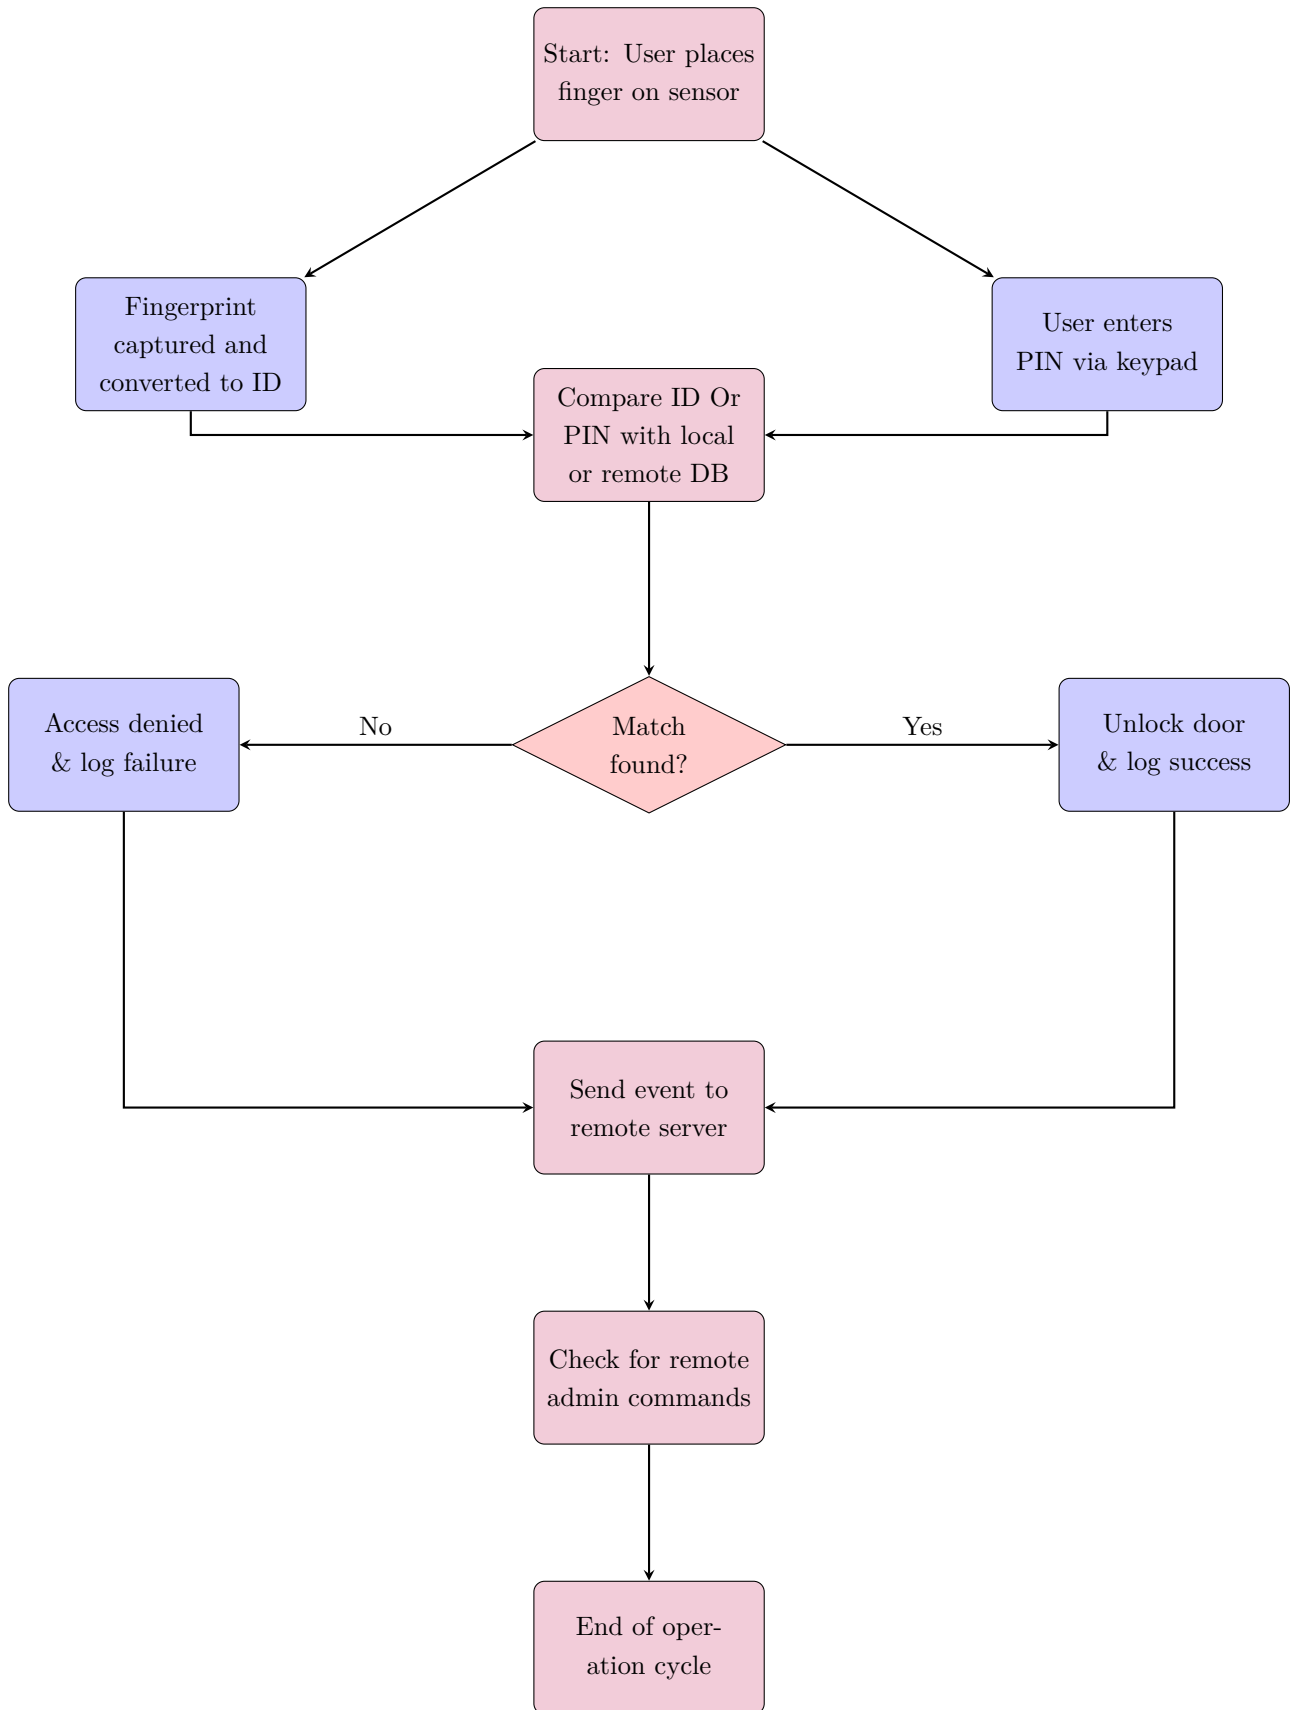 Start: User places
finger on sensor
Fingerprint
captured and
converted to ID
User enters
PIN via keypad
Compare ID Or
PIN with local
or remote DB
Match
found?
No
Yes
Access denied
& log failure
Unlock door
& log success
Send event to
remote server
Check for remote
admin commands
End of oper-
ation cycle